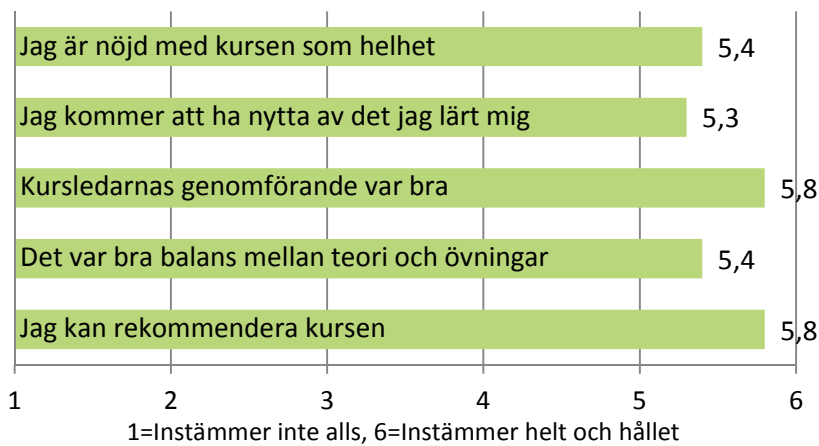 Jag är nöjd med kursen som helhet 5,4
Jag kommer att ha nytta av det jag lärt mig 5,3
Kursledarnas genomförande var bra 5,8
Det var bra balans mellan teori och övningar 5,4
Jag kan rekommendera kursen 5,8
1 2 3 4 5 6
1=Instämmer inte alls, 6=Instämmer helt och hållet